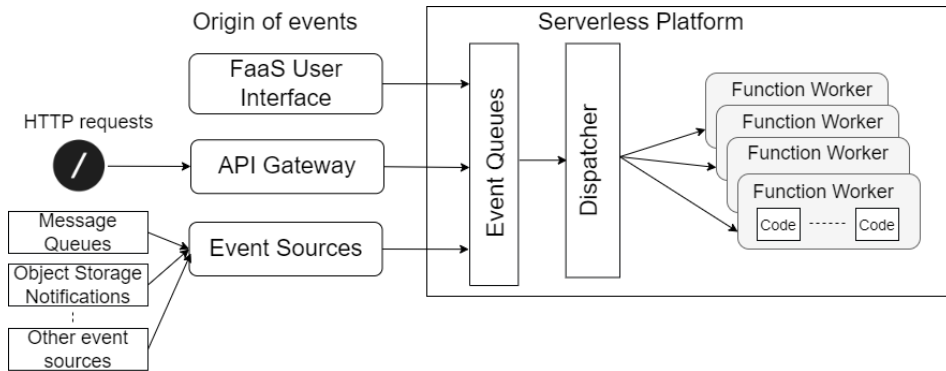 Origin of events
Serverless Platform
FaaS User
Interface
HTTP requests
/
API Gateway
Message
Queues
Object Storage
Notifications
Other event
sources
Event Sources
Event Queues
Dispatcher
Function Worker
Function Worker
Function Worker
Function Worker
Code
Code